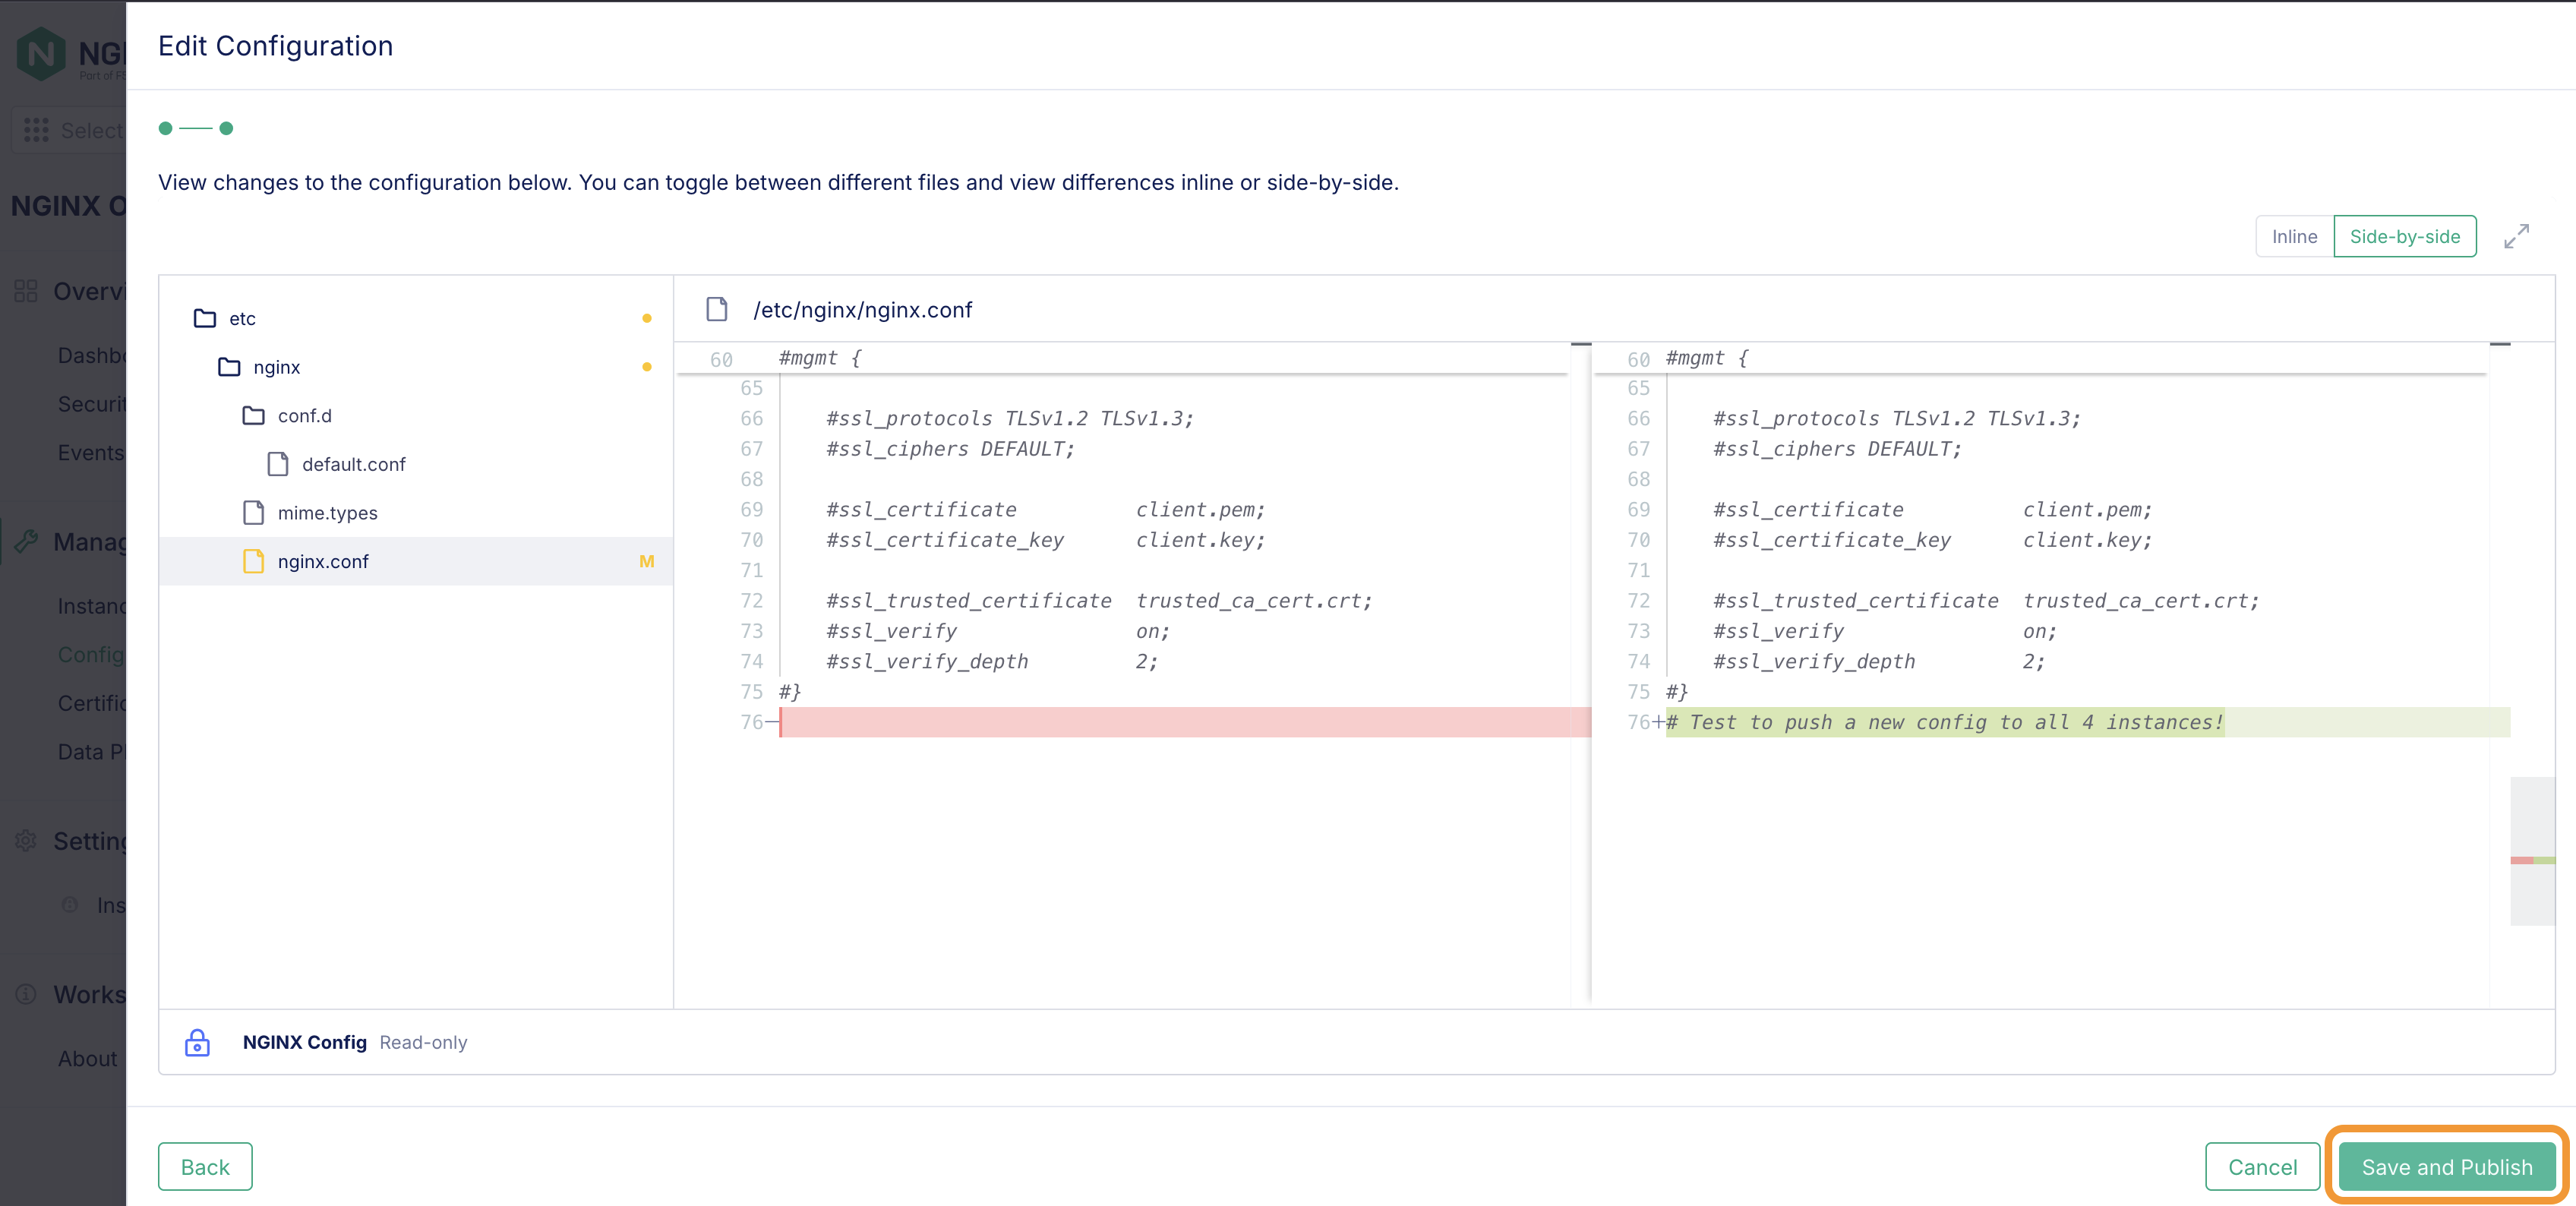 Edit Configuration
NGI
Part of F5
Select
View changes to the configuration below. You can toggle between different files and view differences inline or side-by-side.
NGINX O
Inline Side-by-side
Overvi
Dashbo
Securit
Events
Manag
Instanc
Config
Certific
Data Pl
Setting
Ins
Works
About
etc
nginx
conf.d
default.conf
mime.types
nginx.conf M
/etc/nginx/nginx.conf
60 #mgmt {
65
66 #ssl_protocols TLSv1.2 TLSv1.3;
67 #ssl_ciphers DEFAULT;
68
69 #ssl_certificate client.pem;
70 #ssl_certificate_key client.key;
71
72 #ssl_trusted_certificate trusted_ca_cert.crt;
73 #ssl_verify on;
74 #ssl_verify_depth 2;
75 #}
76—
60 #mgmt {
65
66 #ssl_protocols TLSv1.2 TLSv1.3;
67 #ssl_ciphers DEFAULT;
68
69 #ssl_certificate client.pem;
70 #ssl_certificate_key client.key;
71
72 #ssl_trusted_certificate trusted_ca_cert.crt;
73 #ssl_verify on;
74 #ssl_verify_depth 2;
75 #}
76+# Test to push a new config to all 4 instances!
NGINX Config Read-only
Back Cancel Save and Publish